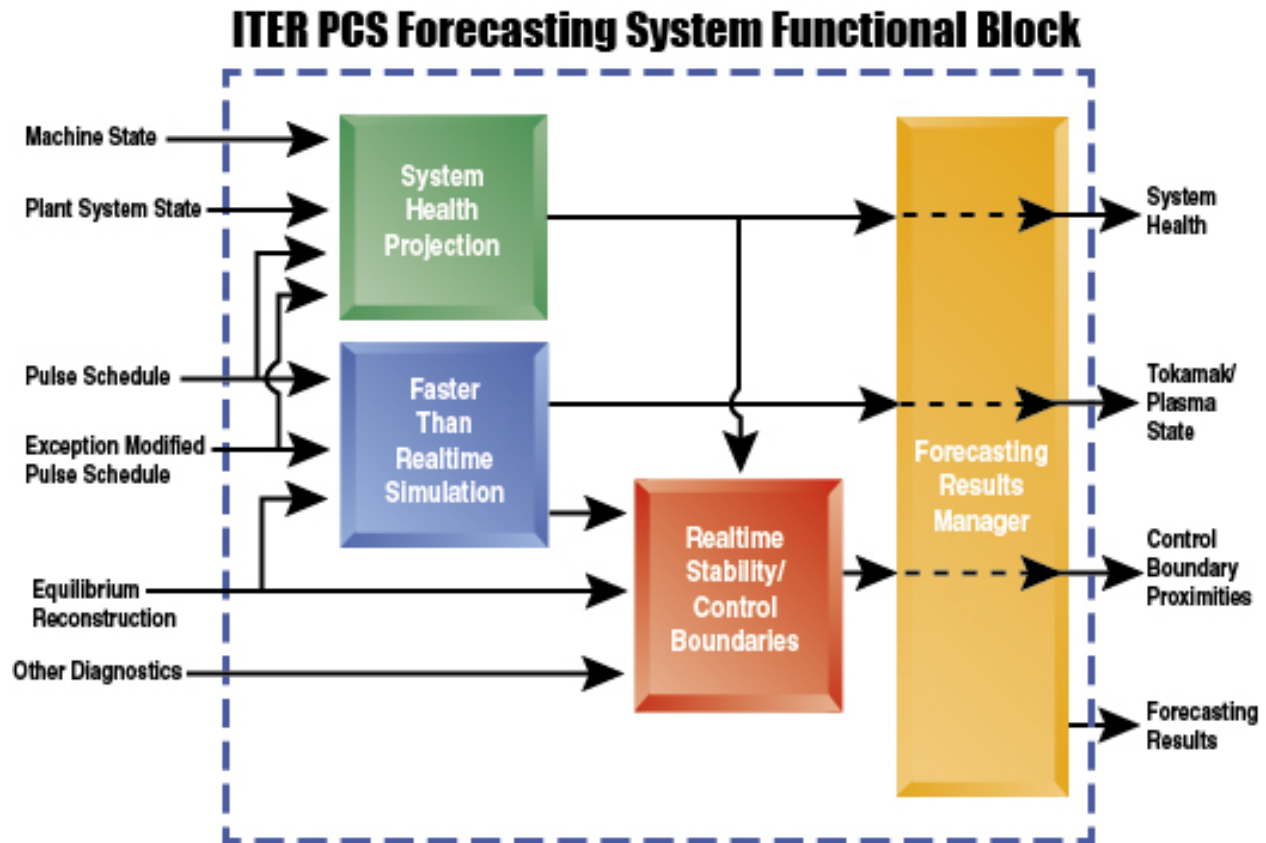 ITER PCS Forecasting System Functional Block
Machine State
Plant System State
Pulse Schedule
Exception Modified
Pulse Schedule
Equilibrium
Reconstruction
Other Diagnostics
System
Health
Projection
Faster
Than
Realtime
Simulation
Realtime
Stability/
Control
Boundaries
Forecasting
Results
Manager
System
Health
Tokamak/
Plasma
State
Control
Boundary
Proximities
Forecasting
Results